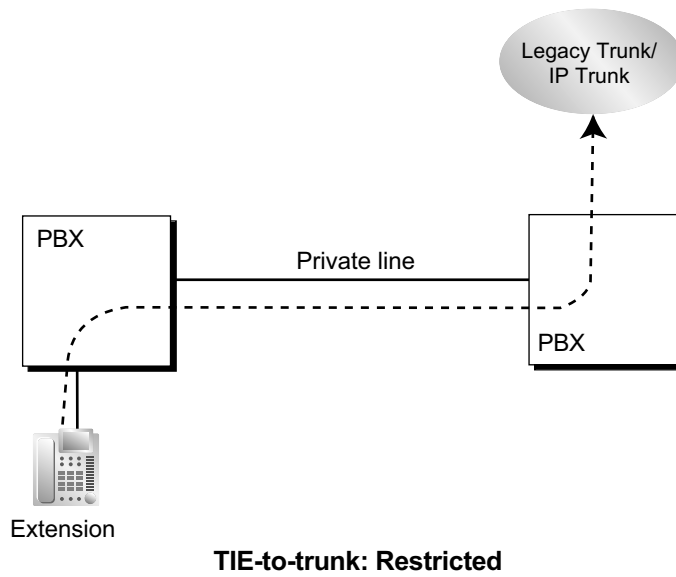 Legacy Trunk/
IP Trunk
PBX
Private line
PBX
Extension
TIE-to-trunk: Restricted